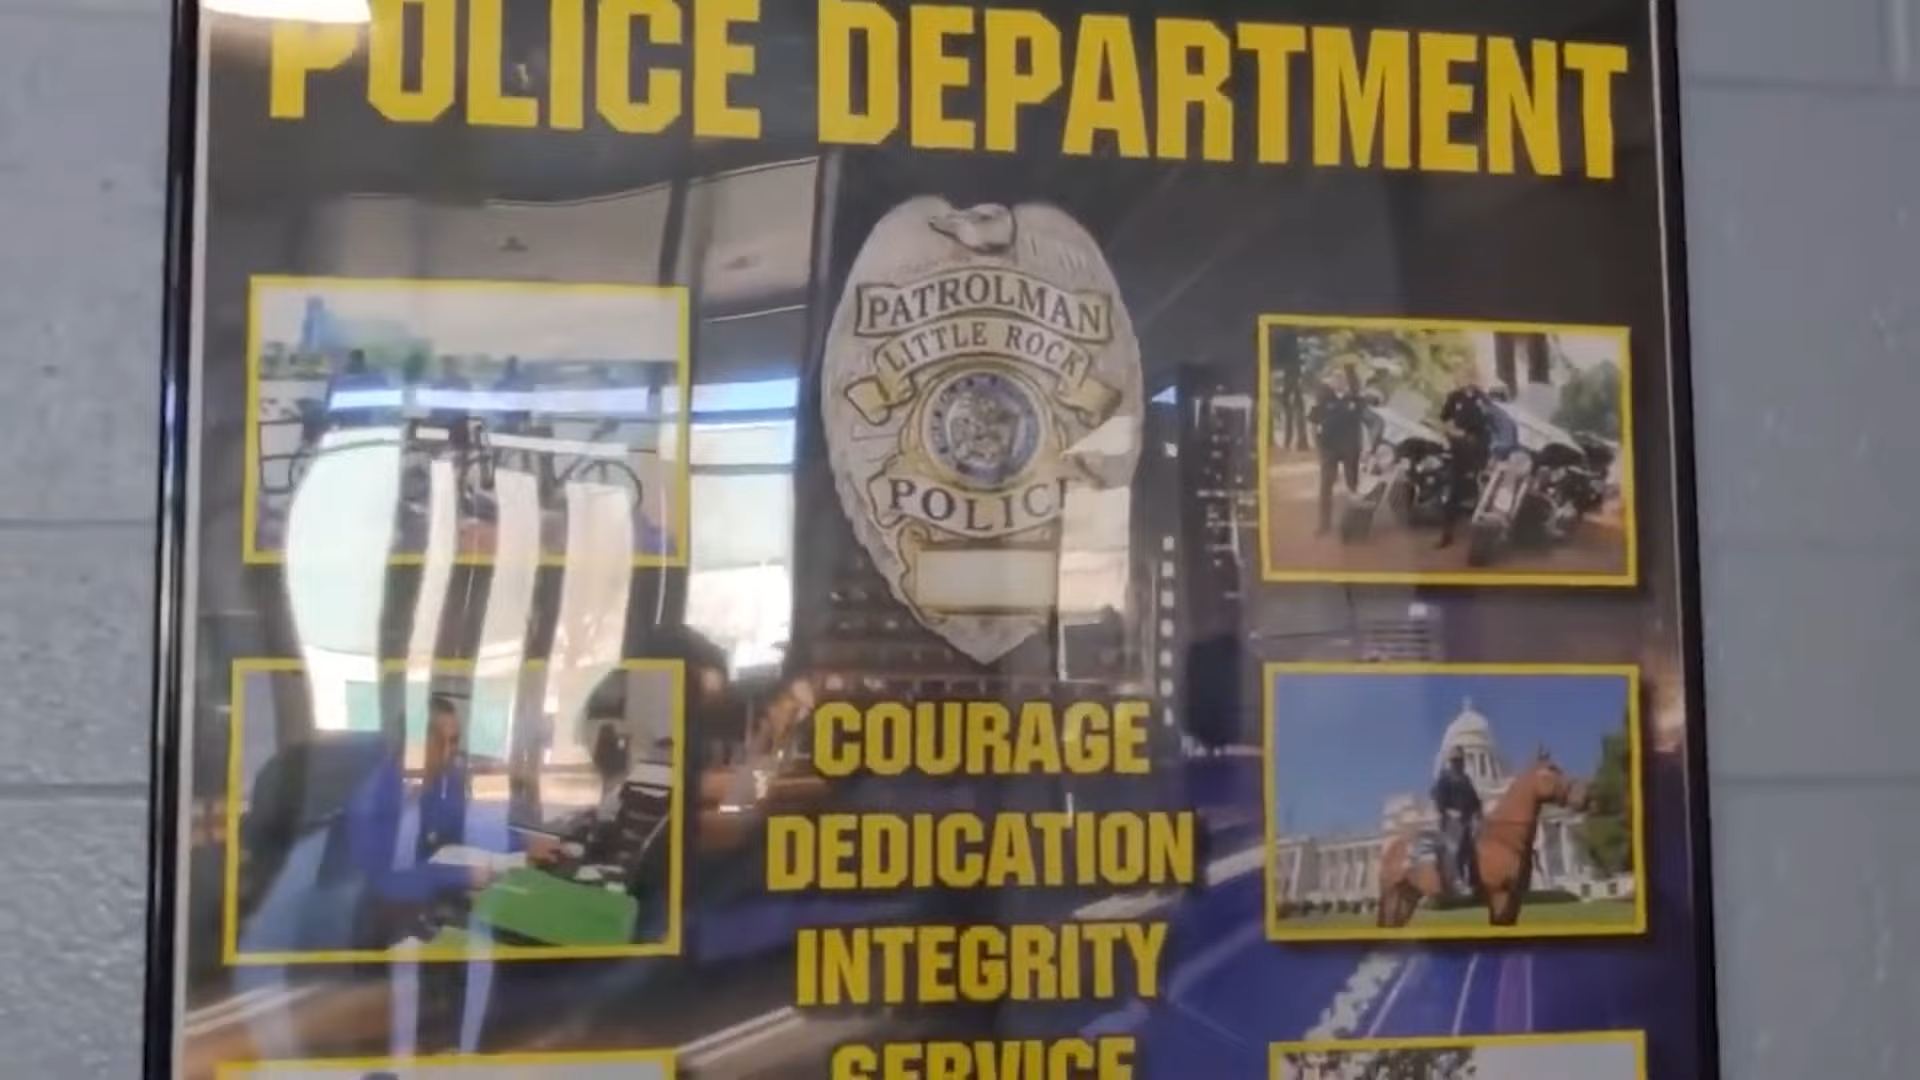 POLICE DEPARTMENT
PATROLMAN
LITTLE ROCK
POLICE
COURAGE
DEDICATION
INTEGRITY
SERVICE